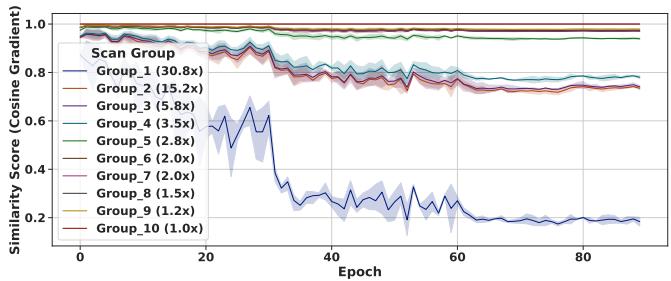 Similarity Score (Cosine Gradient)
1.0
0.8
0.6
0.4
0.2
Scan Group
Group_1 (30.8x)
Group_2 (15.2x)
Group_3 (5.8x)
Group_4 (3.5x)
Group_5 (2.8x)
Group_6 (2.0x)
Group_7 (2.0x)
Group_8 (1.5x)
Group_9 (1.2x)
Group_10 (1.0x)
0 20 40 60 80
Epoch